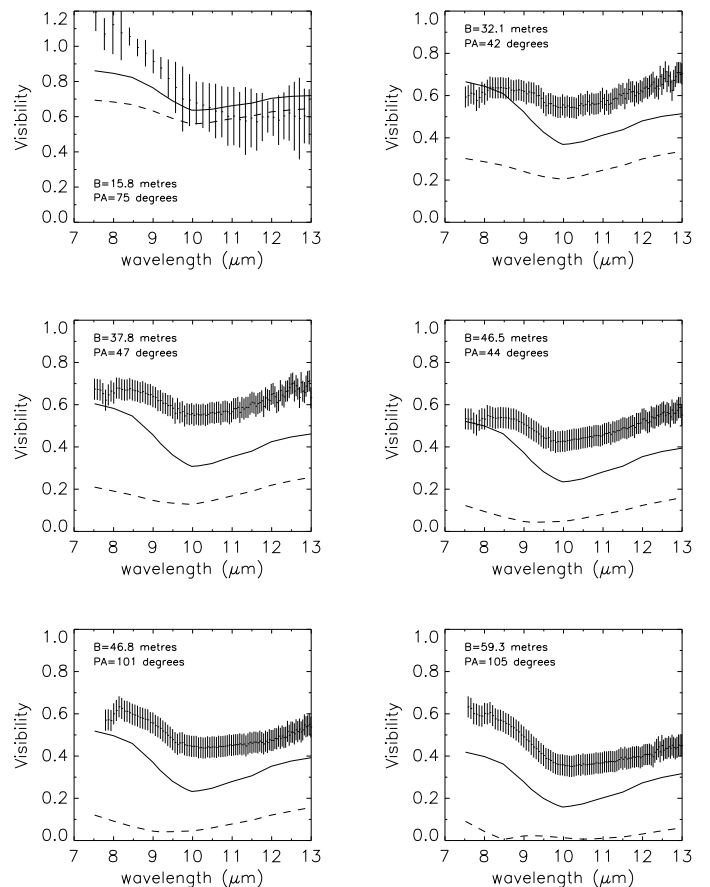 1.2
1.0
0.8
0.6
0.4
0.2
0.0
Visibility
B=15.8 metres
PA=75 degrees
7 8 9 10 11 12 13
wavelength (μm)
1.0
0.8
0.6
0.4
0.2
0.0
Visibility
B=32.1 metres
PA=42 degrees
7 8 9 10 11 12 13
wavelength (μm)
1.0
0.8
0.6
0.4
0.2
0.0
Visibility
B=37.8 metres
PA=47 degrees
7 8 9 10 11 12 13
wavelength (μm)
1.0
0.8
0.6
0.4
0.2
0.0
Visibility
B=46.5 metres
PA=44 degrees
7 8 9 10 11 12 13
wavelength (μm)
1.0
0.8
0.6
0.4
0.2
0.0
Visibility
B=46.8 metres
PA=101 degrees
7 8 9 10 11 12 13
wavelength (μm)
1.0
0.8
0.6
0.4
0.2
0.0
Visibility
B=59.3 metres
PA=105 degrees
7 8 9 10 11 12 13
wavelength (μm)